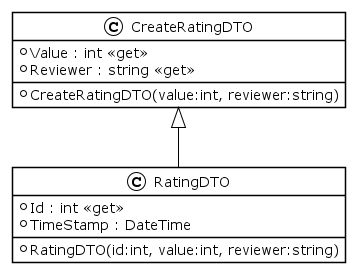 C CreateRatingDTO
Value : int «get»
Reviewer : string «get»
CreateRatingDTO(value:int, reviewer:string)
C RatingDTO
Id : int «get»
TimeStamp : DateTime
RatingDTO(id:int, value:int, reviewer:string)